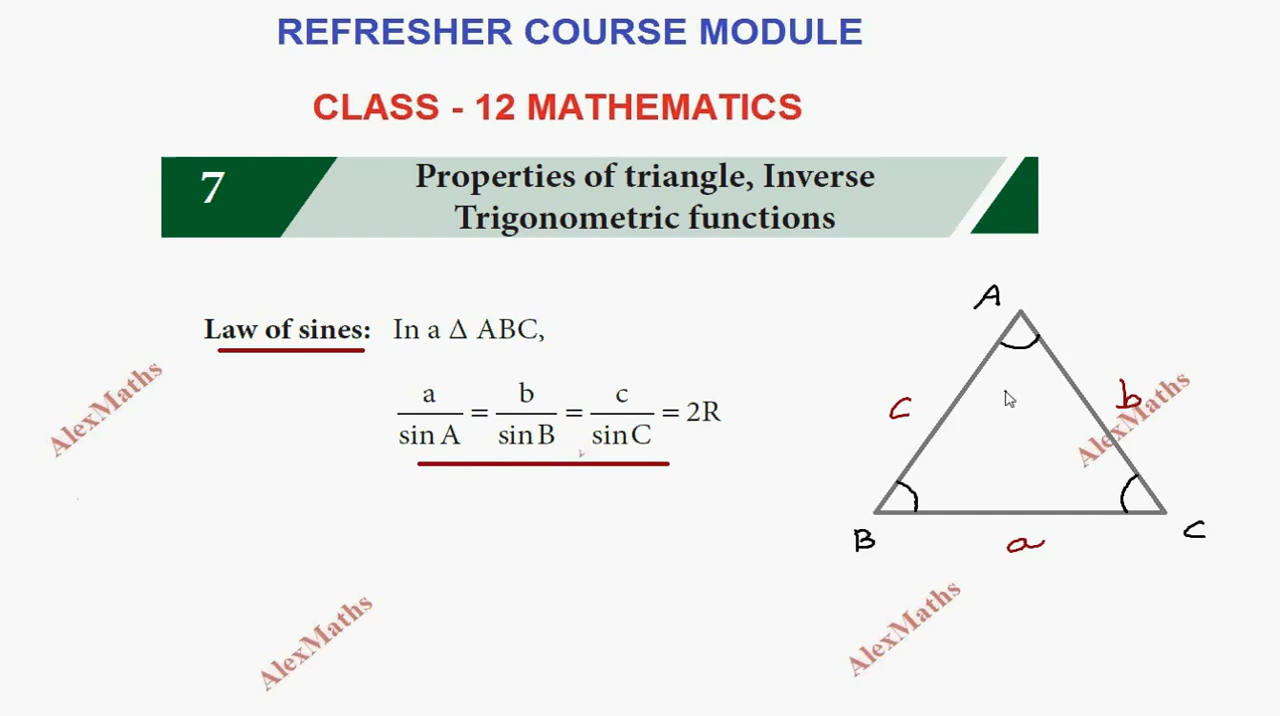 REFRESHER COURSE MODULE
CLASS - 12 MATHEMATICS
7
Properties of triangle, Inverse
Trigonometric functions
Law of sines: In a Δ ABC,
a/sin A = b/sin B = c/sin C = 2R
A
c
b
B
a
C
AlexMaths
AlexMaths
AlexMaths
AlexMaths